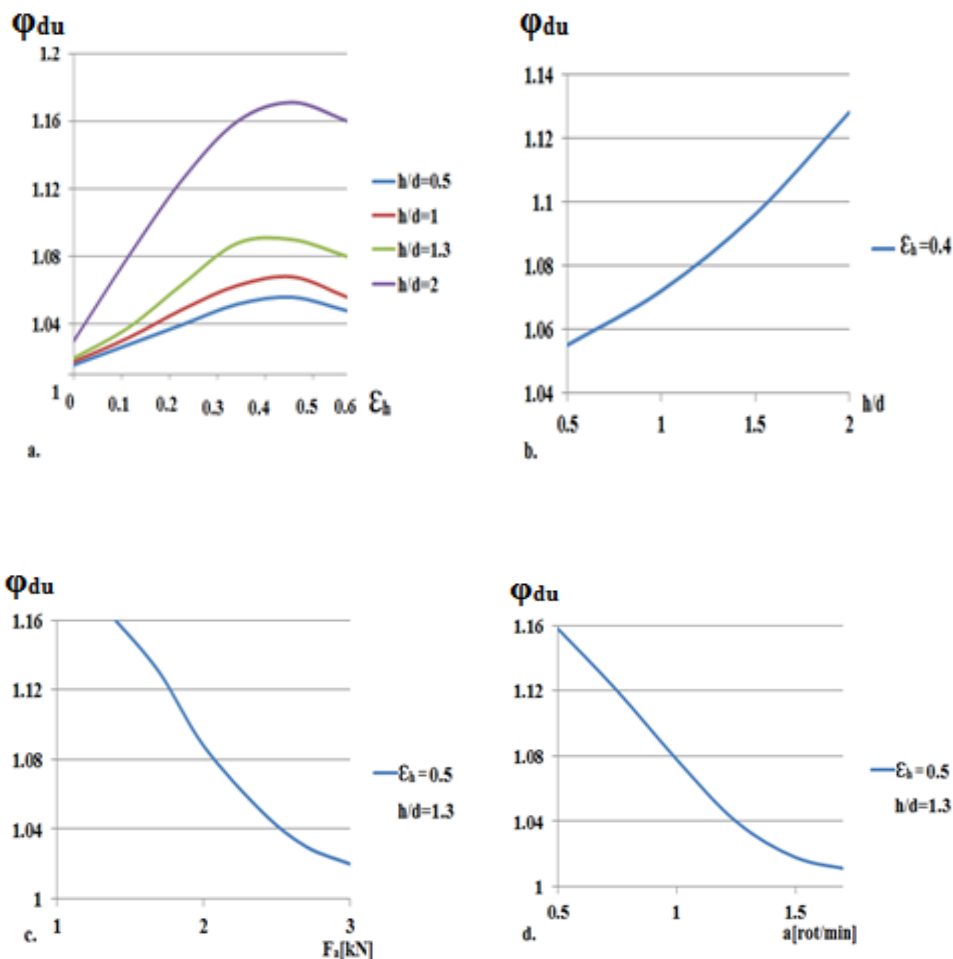 φdu
1.2
1.16
1.12
1.08
1.04
1
0 0.1 0.2 0.3 0.4 0.5 0.6 Ɛh
h/d=0.5
h/d=1
h/d=1.3
h/d=2
a.
φdu
1.14
1.12
1.1
1.08
1.06
1.04
0.5 1 1.5 2 h/d
Ɛh=0.4
b.
φdu
1.16
1.12
1.08
1.04
1
1 2 3
Fa[kN]
Ɛh=0.5
h/d=1.3
c.
φdu
1.16
1.12
1.08
1.04
1
0.5 1 1.5
a[rot/min]
Ɛh=0.5
h/d=1.3
d.